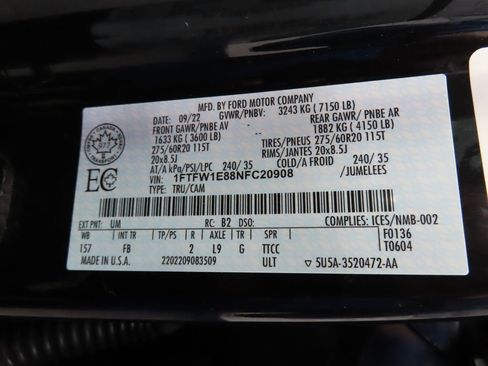 MFD. BY FORD MOTOR COMPANY
DATE: 09/22 GVWR/PNBV: 3243 KG ( 7150 LB)
FRONT GAWR/PNBE AV REAR GAWR/ PNBE AR
1633 KG ( 3600 LB) 1882 KG ( 4150 LB)
275/60R20 115T TIRES/PNEUS 275/60R20 115T
20x8.5J RIMS/JANTES 20x8.5J
AT/A kPa/PSI/LPC 240/ 35 COLD/A FROID 240/ 35
VIN: 1FTFW1E88NFC20908 /JUMELEES
TYPE: TRU/CAM
CANADA
977
TRANSPORT
EC
EXT PNT: UM RC: B2 DSO: COMPLIES: ICES/NMB-002
WB INT TR TP/PS R AXLE TR SPR F0136
157 FB 2 L9 G TTCC T0604
MADE IN U.S.A. 2202209083509 ULT ▽ 5U5A-3520472-AA